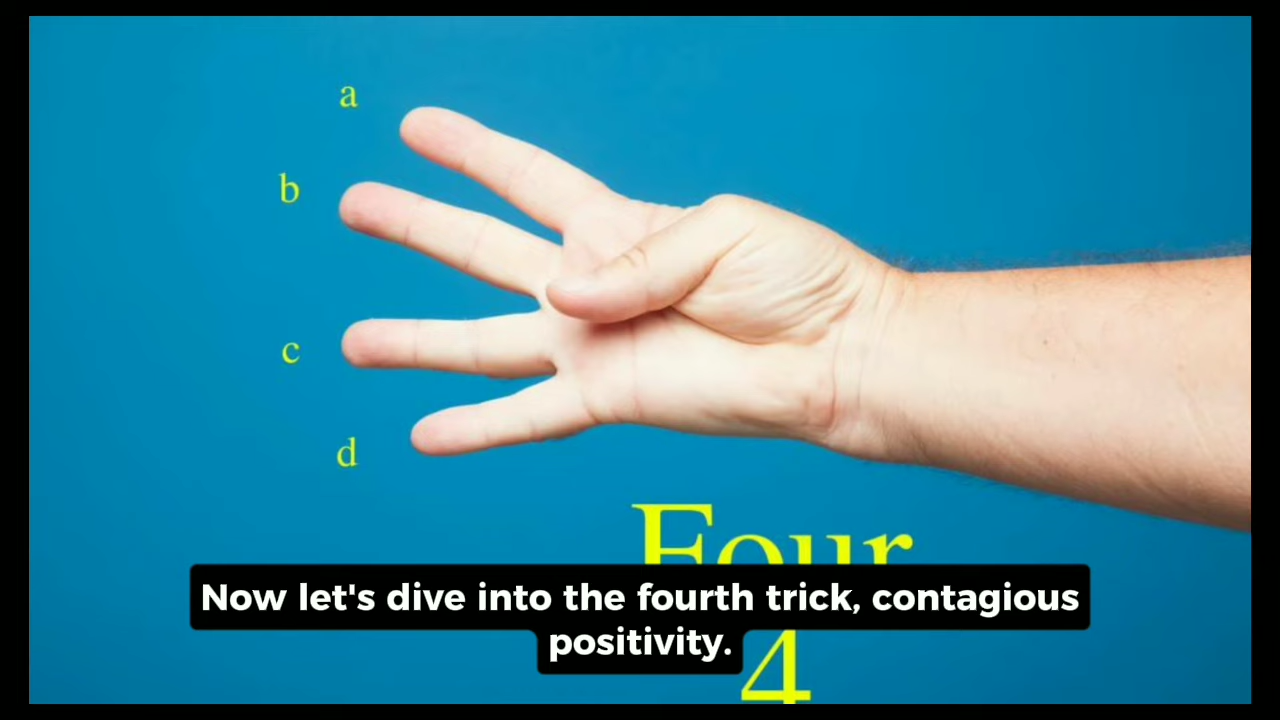 a
b
c
d
Four
Now let's dive into the fourth trick, contagious
positivity.
4